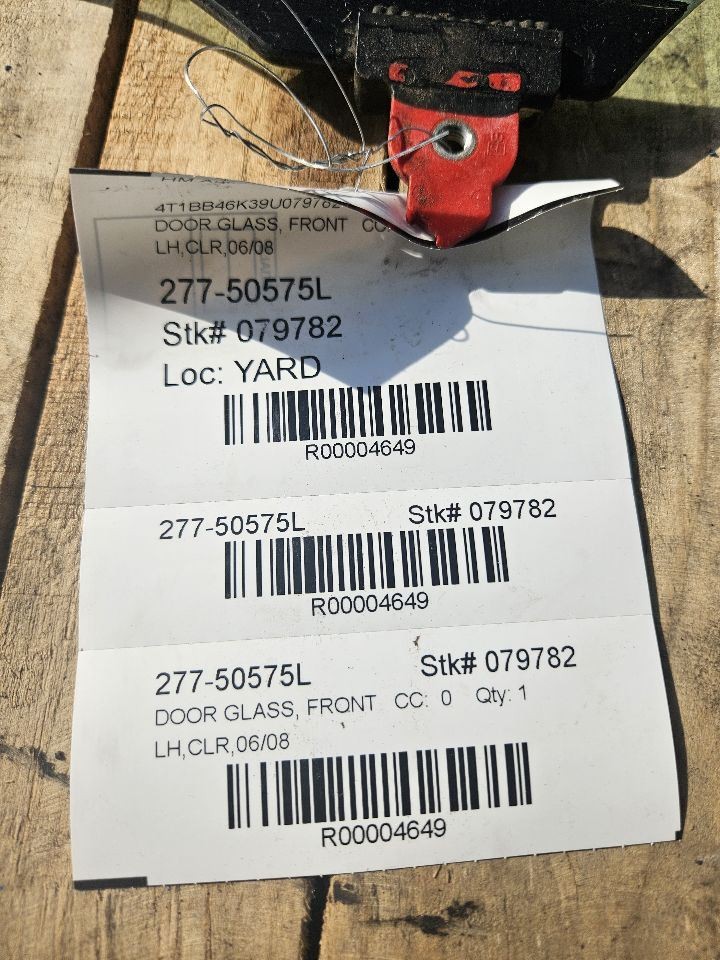 4T1BB46K39U079782
DOOR GLASS, FRONT
LH,CLR,06/08
277-50575L
Stk# 079782
Loc: YARD
R00004649
277-50575L Stk# 079782
R00004649
277-50575L Stk# 079782
DOOR GLASS, FRONT CC: 0 Qty: 1
LH,CLR,06/08
R00004649